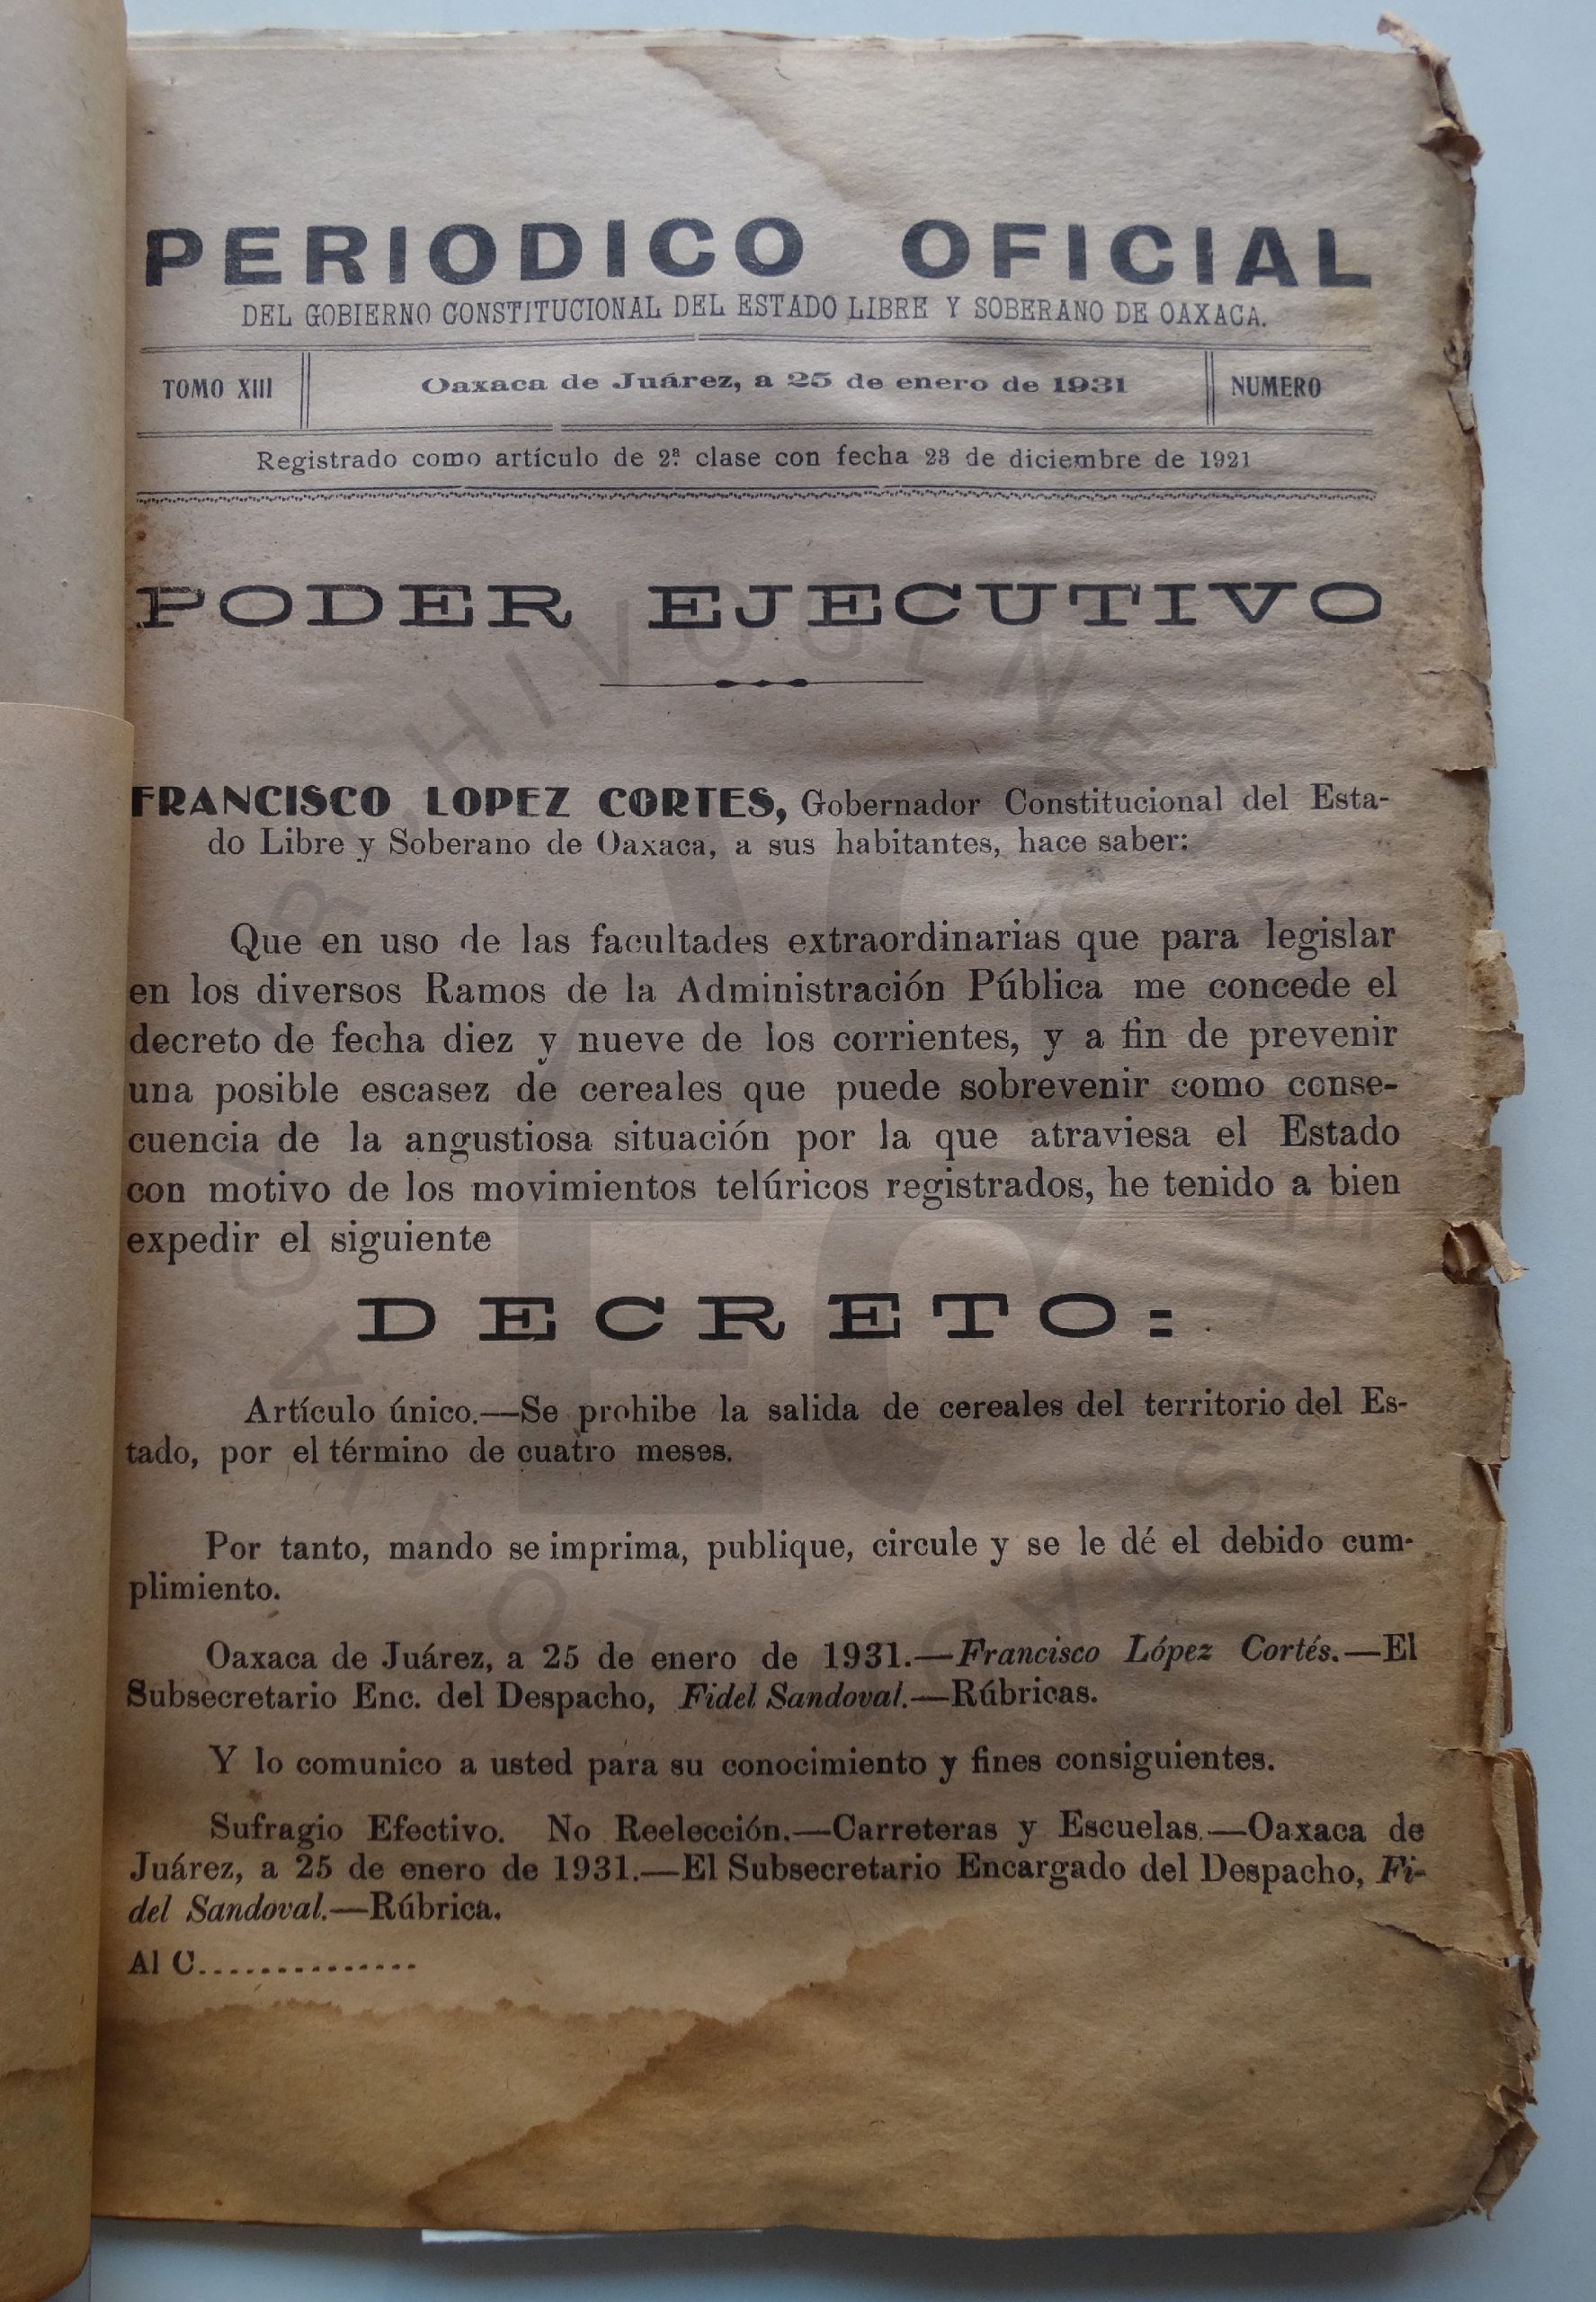 PERIODICO OFICIAL
DEL GOBIERNO CONSTITUCIONAL DEL ESTADO LIBRE Y SOBERANO DE OAXACA.
TOMO XIII
Oaxaca de Juárez, a 25 de enero de 1931
NUMERO
Registrado como artículo de 2ª. clase con fecha 23 de diciembre de 1921
PODER EJECUTIVO
FRANCISCO LOPEZ CORTES, Gobernador Constitucional del Esta-
do Libre y Soberano de Oaxaca, a sus habitantes, hace saber:
Que en uso de las facultades extraordinarias que para legislar
en los diversos Ramos de la Administración Pública me concede el
decreto de fecha diez y nueve de los corrientes, y a fin de prevenir
una posible escasez de cereales que puede sobrevenir como conse-
cuencia de la angustiosa situación por la que atraviesa el Estado
con motivo de los movimientos telúricos registrados, he tenido a bien
expedir el siguiente
DECRETO:
Artículo único.—Se prohibe la salida de cereales del territorio del Es-
tado, por el término de cuatro meses.
Por tanto, mando se imprima, publique, circule y se le dé el debido cum-
plimiento.
Oaxaca de Juárez, a 25 de enero de 1931.—Francisco López Cortés.—El
Subsecretario Enc. del Despacho, Fidel Sandoval.—Rúbricas.
Y lo comunico a usted para su conocimiento y fines consiguientes.
Sufragio Efectivo. No Reelección.—Carreteras y Escuelas.—Oaxaca de
Juárez, a 25 de enero de 1931.—El Subsecretario Encargado del Despacho, Fi-
del Sandoval.—Rúbrica.
Al C..............